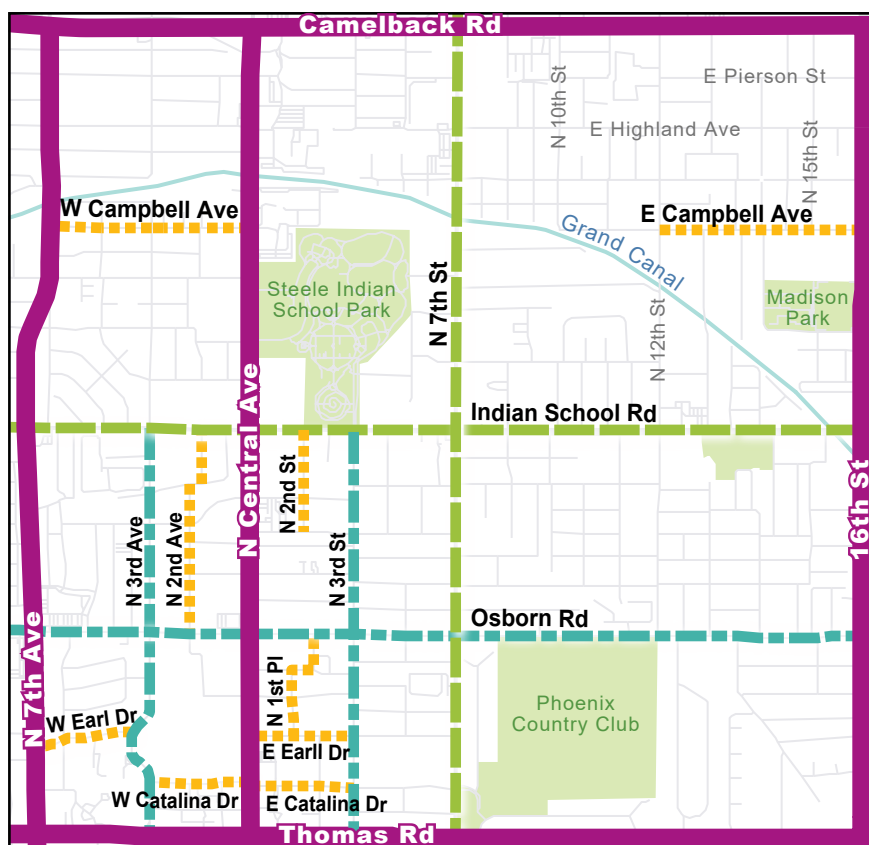 Camelback Rd
E Pierson St
N 10th St
E Highland Ave
N 15th St
W Campbell Ave
E Campbell Ave
Grand Canal
Steele Indian
School Park
N 7th St
Madison
Park
N 12th St
N Central Ave
Indian School Rd
N 2nd St
16th St
N 3rd Ave
N 2nd Ave
N 3rd St
Osborn Rd
N 7th Ave
N 1st Pl
W Earl Dr
Phoenix
Country Club
E Earll Dr
W Catalina Dr
E Catalina Dr
Thomas Rd